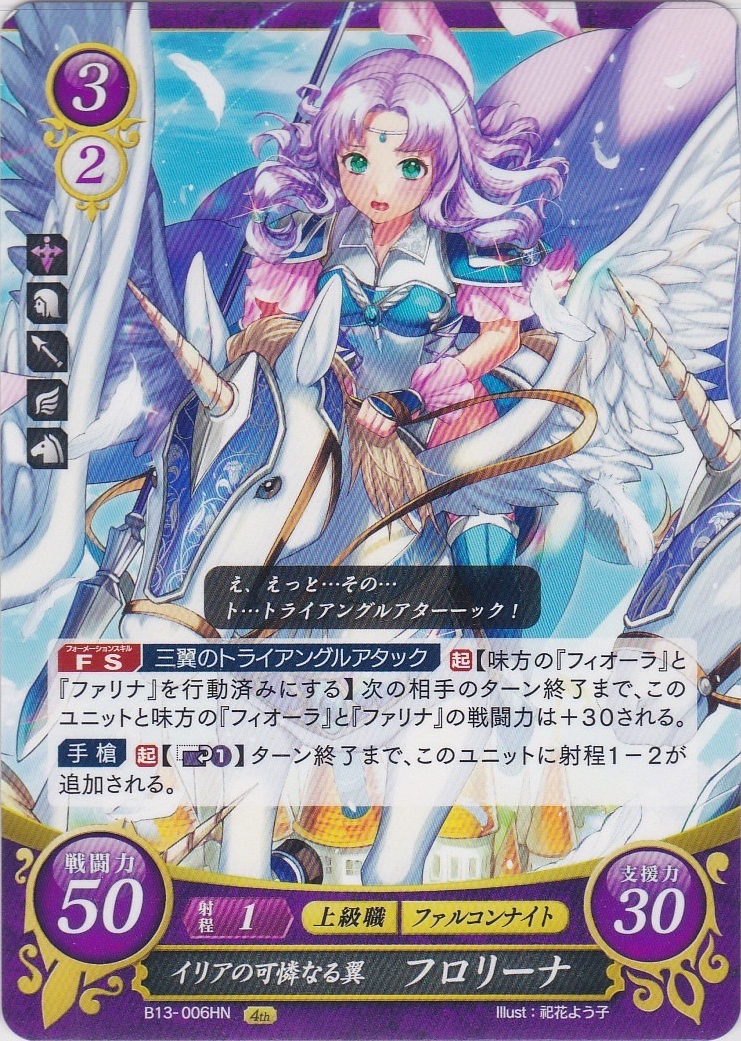 3
2
え、えっと…その…
ト…トライアングルアターーック！
フォーメーションスキル
FS 三翼のトライアングルアタック 起【味方の『フィオーラ』と
『ファリナ』を行動済みにする】次の相手のターン終了まで、この
ユニットと味方の『フィオーラ』と『ファリナ』の戦闘力は＋30される。
手槍 起【1】ターン終了まで、このユニットに射程1－2が
追加される。
戦闘力
50
射程 1
上級職 ファルコンナイト
支援力
30
イリアの可憐なる翼 フロリーナ
B13-006HN 4th
Illust：祀花よう子